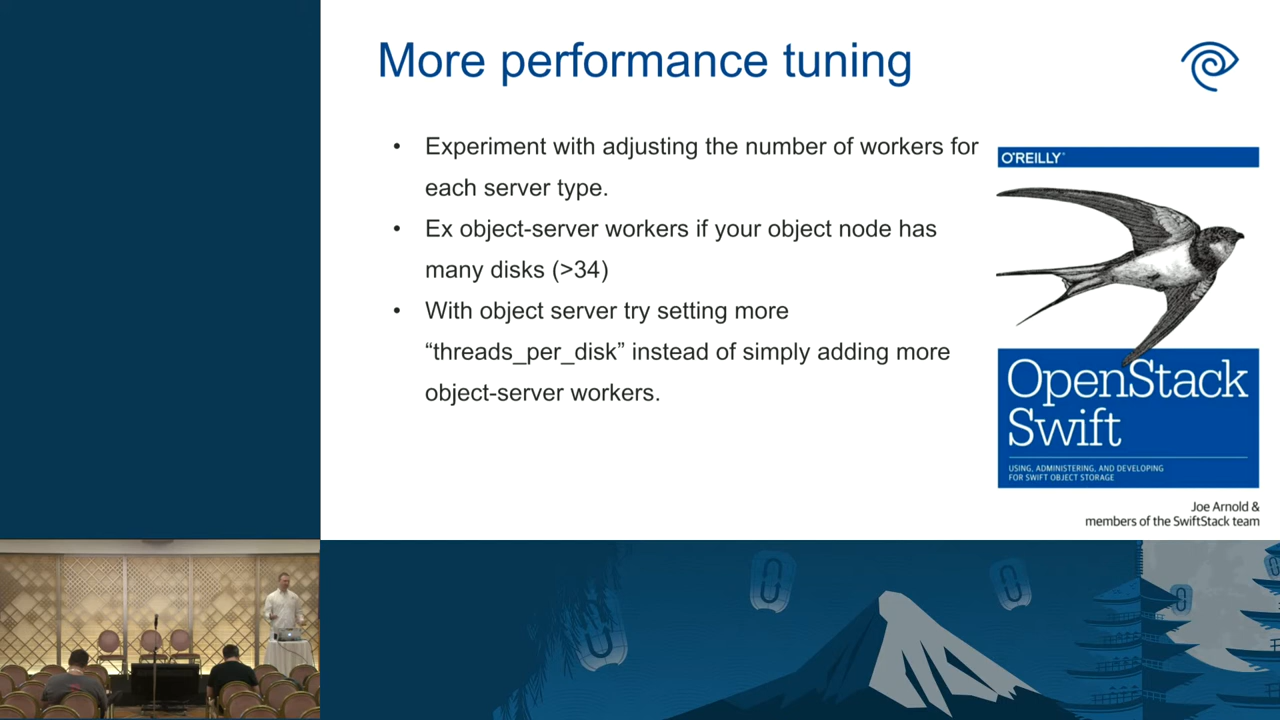 More performance tuning
• Experiment with adjusting the number of workers for
each server type.
• Ex object-server workers if your object node has
many disks (>34)
• With object server try setting more
“threads_per_disk” instead of simply adding more
object-server workers.
O'REILLY
OpenStack
Swift
USING, ADMINISTERING, AND DEVELOPING
FOR SWIFT OBJECT STORAGE
Joe Arnold &
members of the SwiftStack team